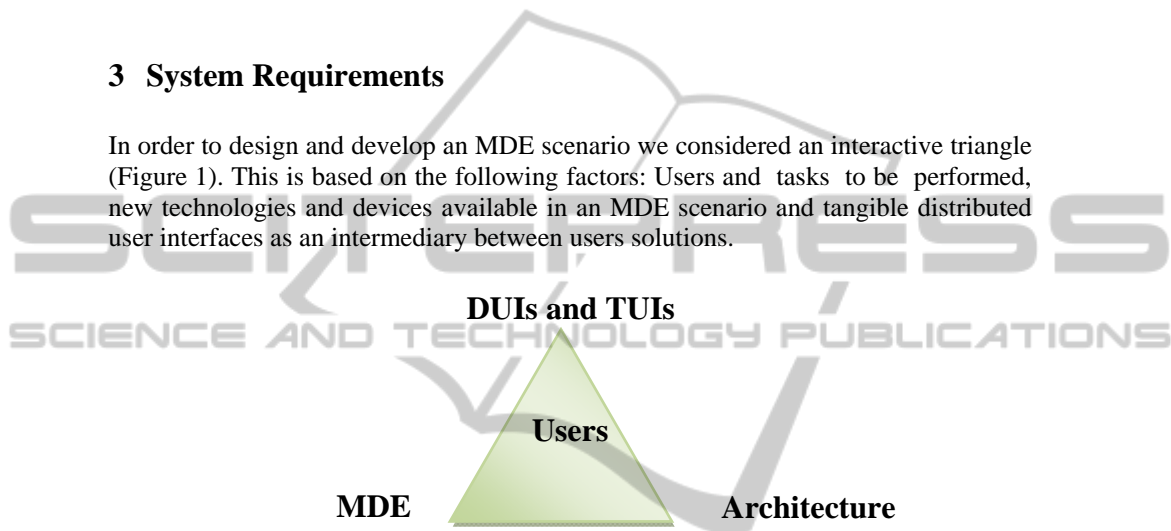 3 System Requirements
In order to design and develop an MDE scenario we considered an interactive triangle
(Figure 1). This is based on the following factors: Users and tasks to be performed,
new technologies and devices available in an MDE scenario and tangible distributed
user interfaces as an intermediary between users solutions.
SCITEPRESS
DUIs and TUIs
SCIENCE AND TECHNOLOGY PUBLICATIONS
Users
MDE
Architecture